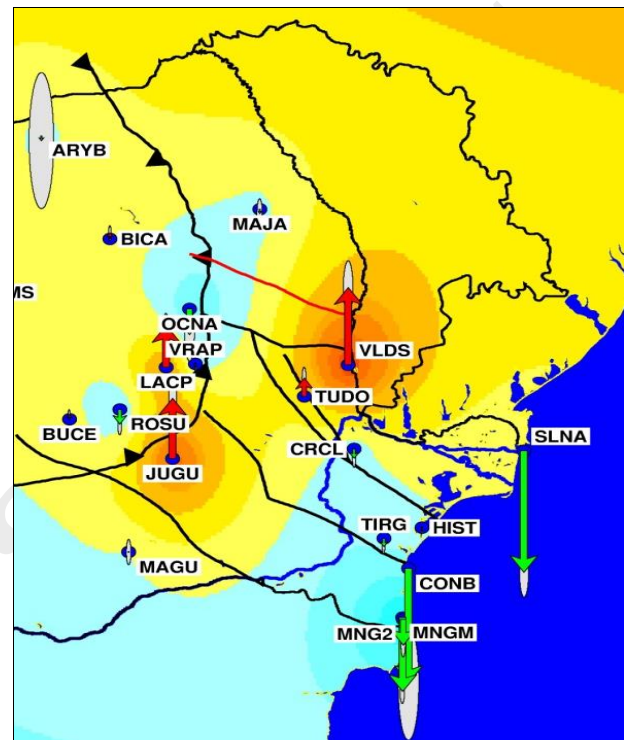 ARYB
MAJA
BICA
MS
OCNA
VRAP
VLDS
LACP
TUDO
ROSU
BUCE
SLNA
CRCL
JUGU
TIRG
HIST
MAGU
CONB
MNG2
MNGM